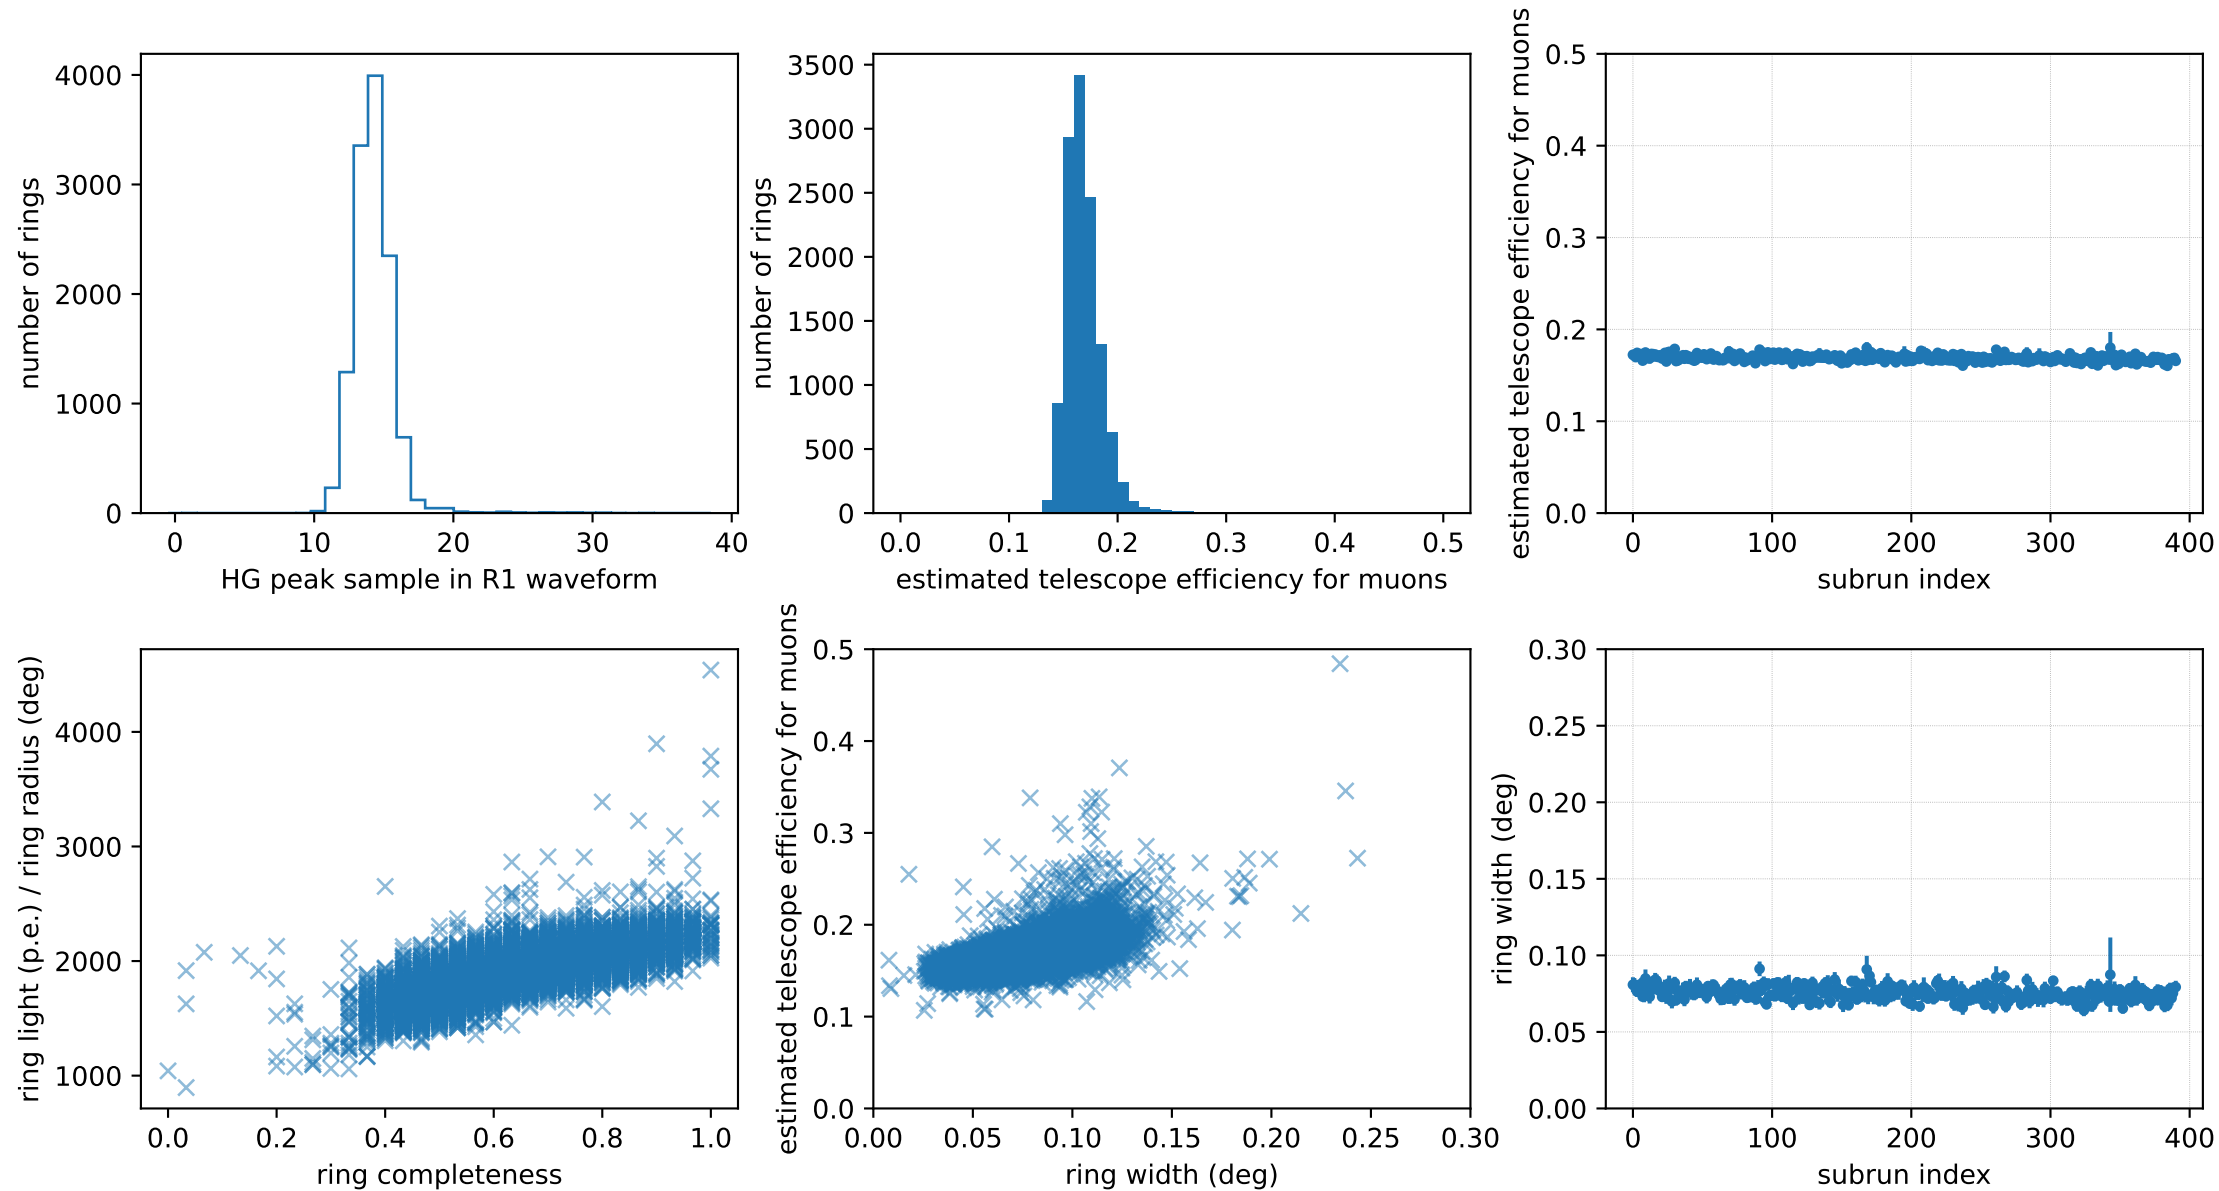 4000
3000
2000
1000
0
number of rings
0 10 20 30 40
HG peak sample in R1 waveform
3500
3000
2500
2000
1500
1000
500
0
number of rings
0.0 0.1 0.2 0.3 0.4 0.5
estimated telescope efficiency for muons
0.5
0.4
0.3
0.2
0.1
0.0
estimated telescope efficiency for muons
0 100 200 300 400
subrun index
4000
3000
2000
1000
ring light (p.e.) / ring radius (deg)
0.0 0.2 0.4 0.6 0.8 1.0
ring completeness
0.5
0.4
0.3
0.2
0.1
0.0
estimated telescope efficiency for muons
0.00 0.05 0.10 0.15 0.20 0.25 0.30
ring width (deg)
0.30
0.25
0.20
0.15
0.10
0.05
0.00
ring width (deg)
0 100 200 300 400
subrun index